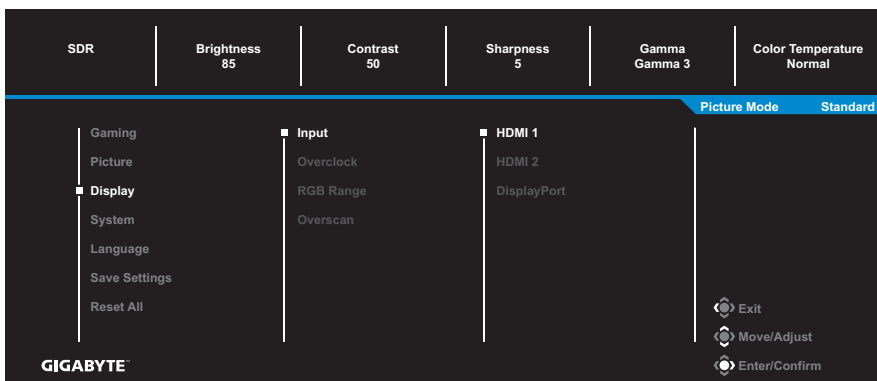 SDR
Brightness
85
Contrast
50
Sharpness
5
Gamma
Gamma 3
Color Temperature
Normal
Picture Mode Standard
Gaming
Picture
Display
System
Language
Save Settings
Reset All
Input
Overclock
RGB Range
Overscan
HDMI 1
HDMI 2
DisplayPort
Exit
Move/Adjust
Enter/Confirm
GIGABYTE™